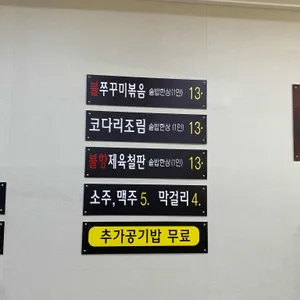 불쭈꾸미볶음 솥밥한상(1인) 13.
코다리조림 솥밥한상(1인) 13.
불향제육철판 솥밥한상(1인) 13.
소주,맥주 5. 막걸리 4.
추가공기밥 무료